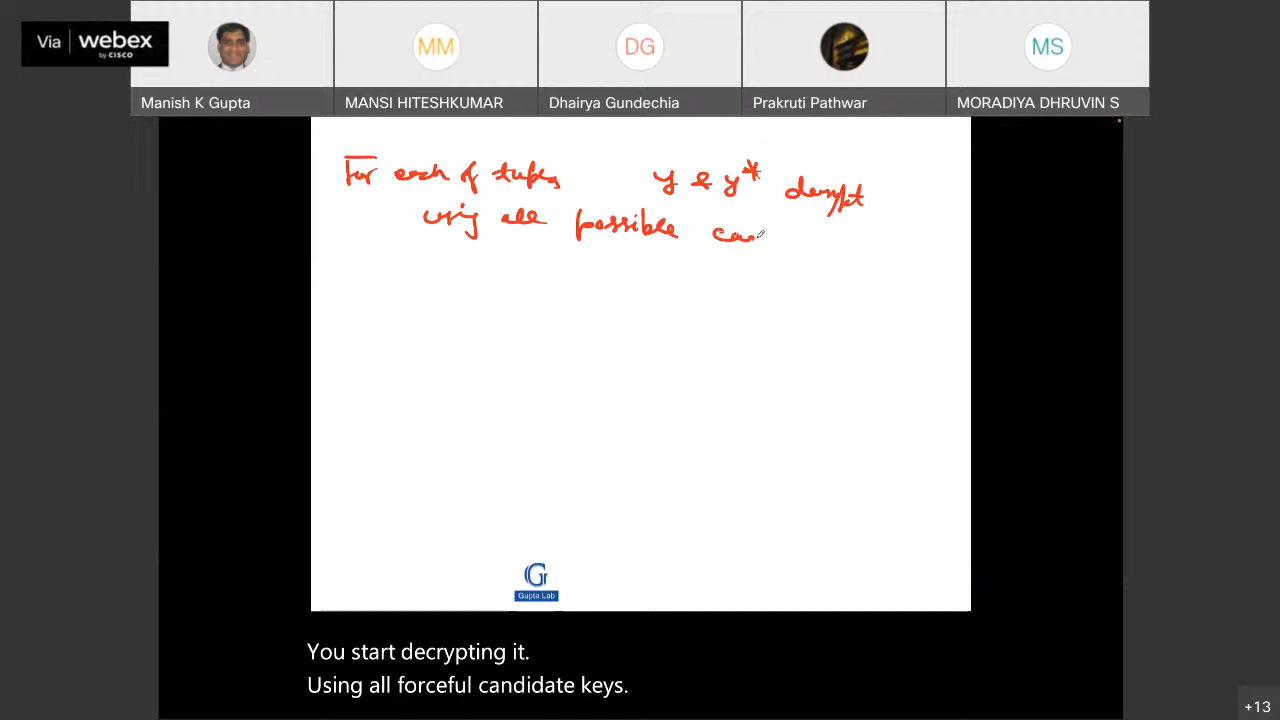 Via webex
by CISCO
MM
DG
MS
Manish K Gupta
MANSI HITESHKUMAR
Dhairya Gundechia
Prakruti Pathwar
MORADIYA DHRUVIN S
For each of tuples y & y* decrypt
using all possible can
G
Gupta Lab
You start decrypting it.
Using all forceful candidate keys.
+13